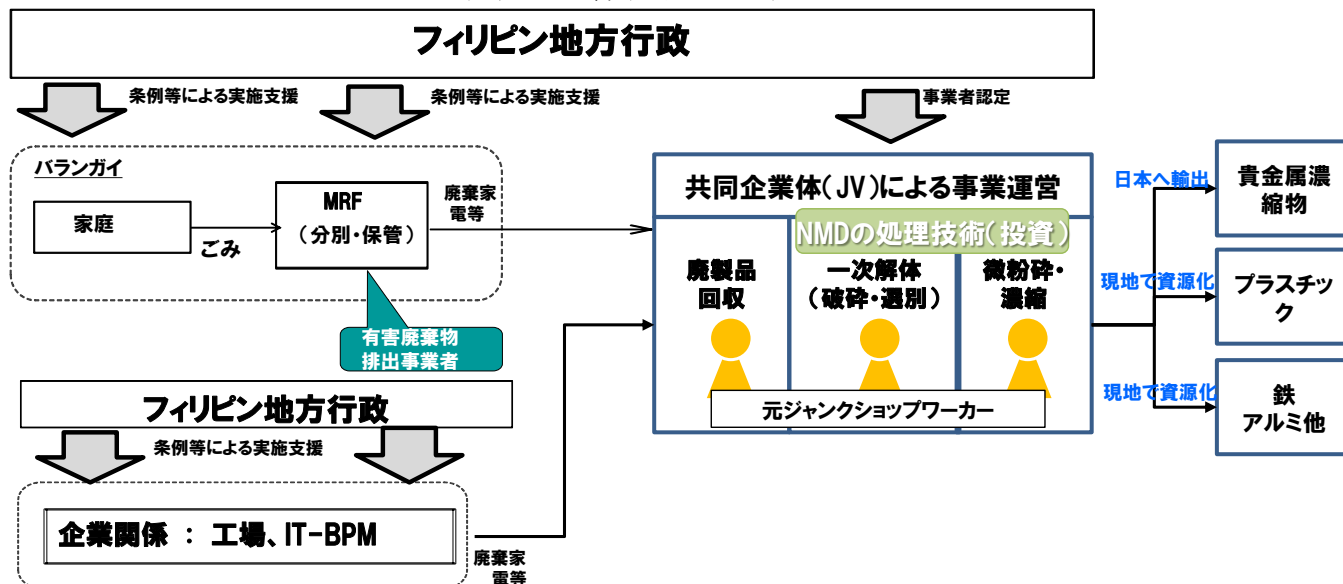 フィリピン地方行政
条例等による実施支援
条例等による実施支援
事業者認定
バランガイ
家庭
ごみ
MRF
（分別・保管）
廃棄家
電等
有害廃棄物
排出事業者
共同企業体（JV）による事業運営
NMDの処理技術（投資）
廃製品
回収
一次解体
（破砕・選別）
微粉砕・
濃縮
元ジャンクショップワーカー
日本へ輸出
貴金属濃
縮物
現地で資源化
プラスチッ
ク
現地で資源化
鉄
アルミ他
フィリピン地方行政
条例等による実施支援
企業関係 ： 工場、IT-BPM
廃棄家
電等